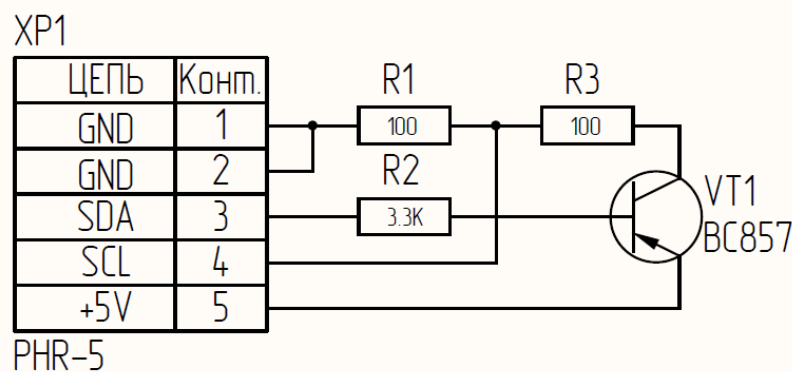 XP1
ЦЕПЬ Конт.
GND 1
GND 2
SDA 3
SCL 4
+5V 5
PHR-5
R1
100
R2
3.3K
R3
100
VT1
BC857